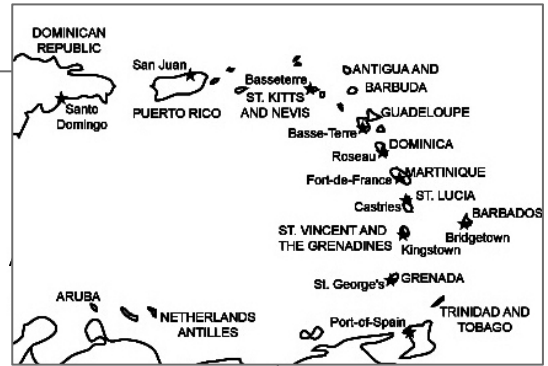 DOMINICAN
REPUBLIC
San Juan
Santo
Domingo
PUERTO RICO
Basseterre
ST. KITTS
AND NEVIS
ANTIGUA AND
BARBUDA
GUADELOUPE
Basse-Terre
DOMINICA
Roseau
MARTINIQUE
Fort-de-France
ST. LUCIA
Castries
BARBADOS
Bridgetown
ST. VINCENT AND
THE GRENADINES
Kingstown
St. George's
GRENADA
ARUBA
NETHERLANDS
ANTILLES
Port-of-Spain
TRINIDAD AND
TOBAGO